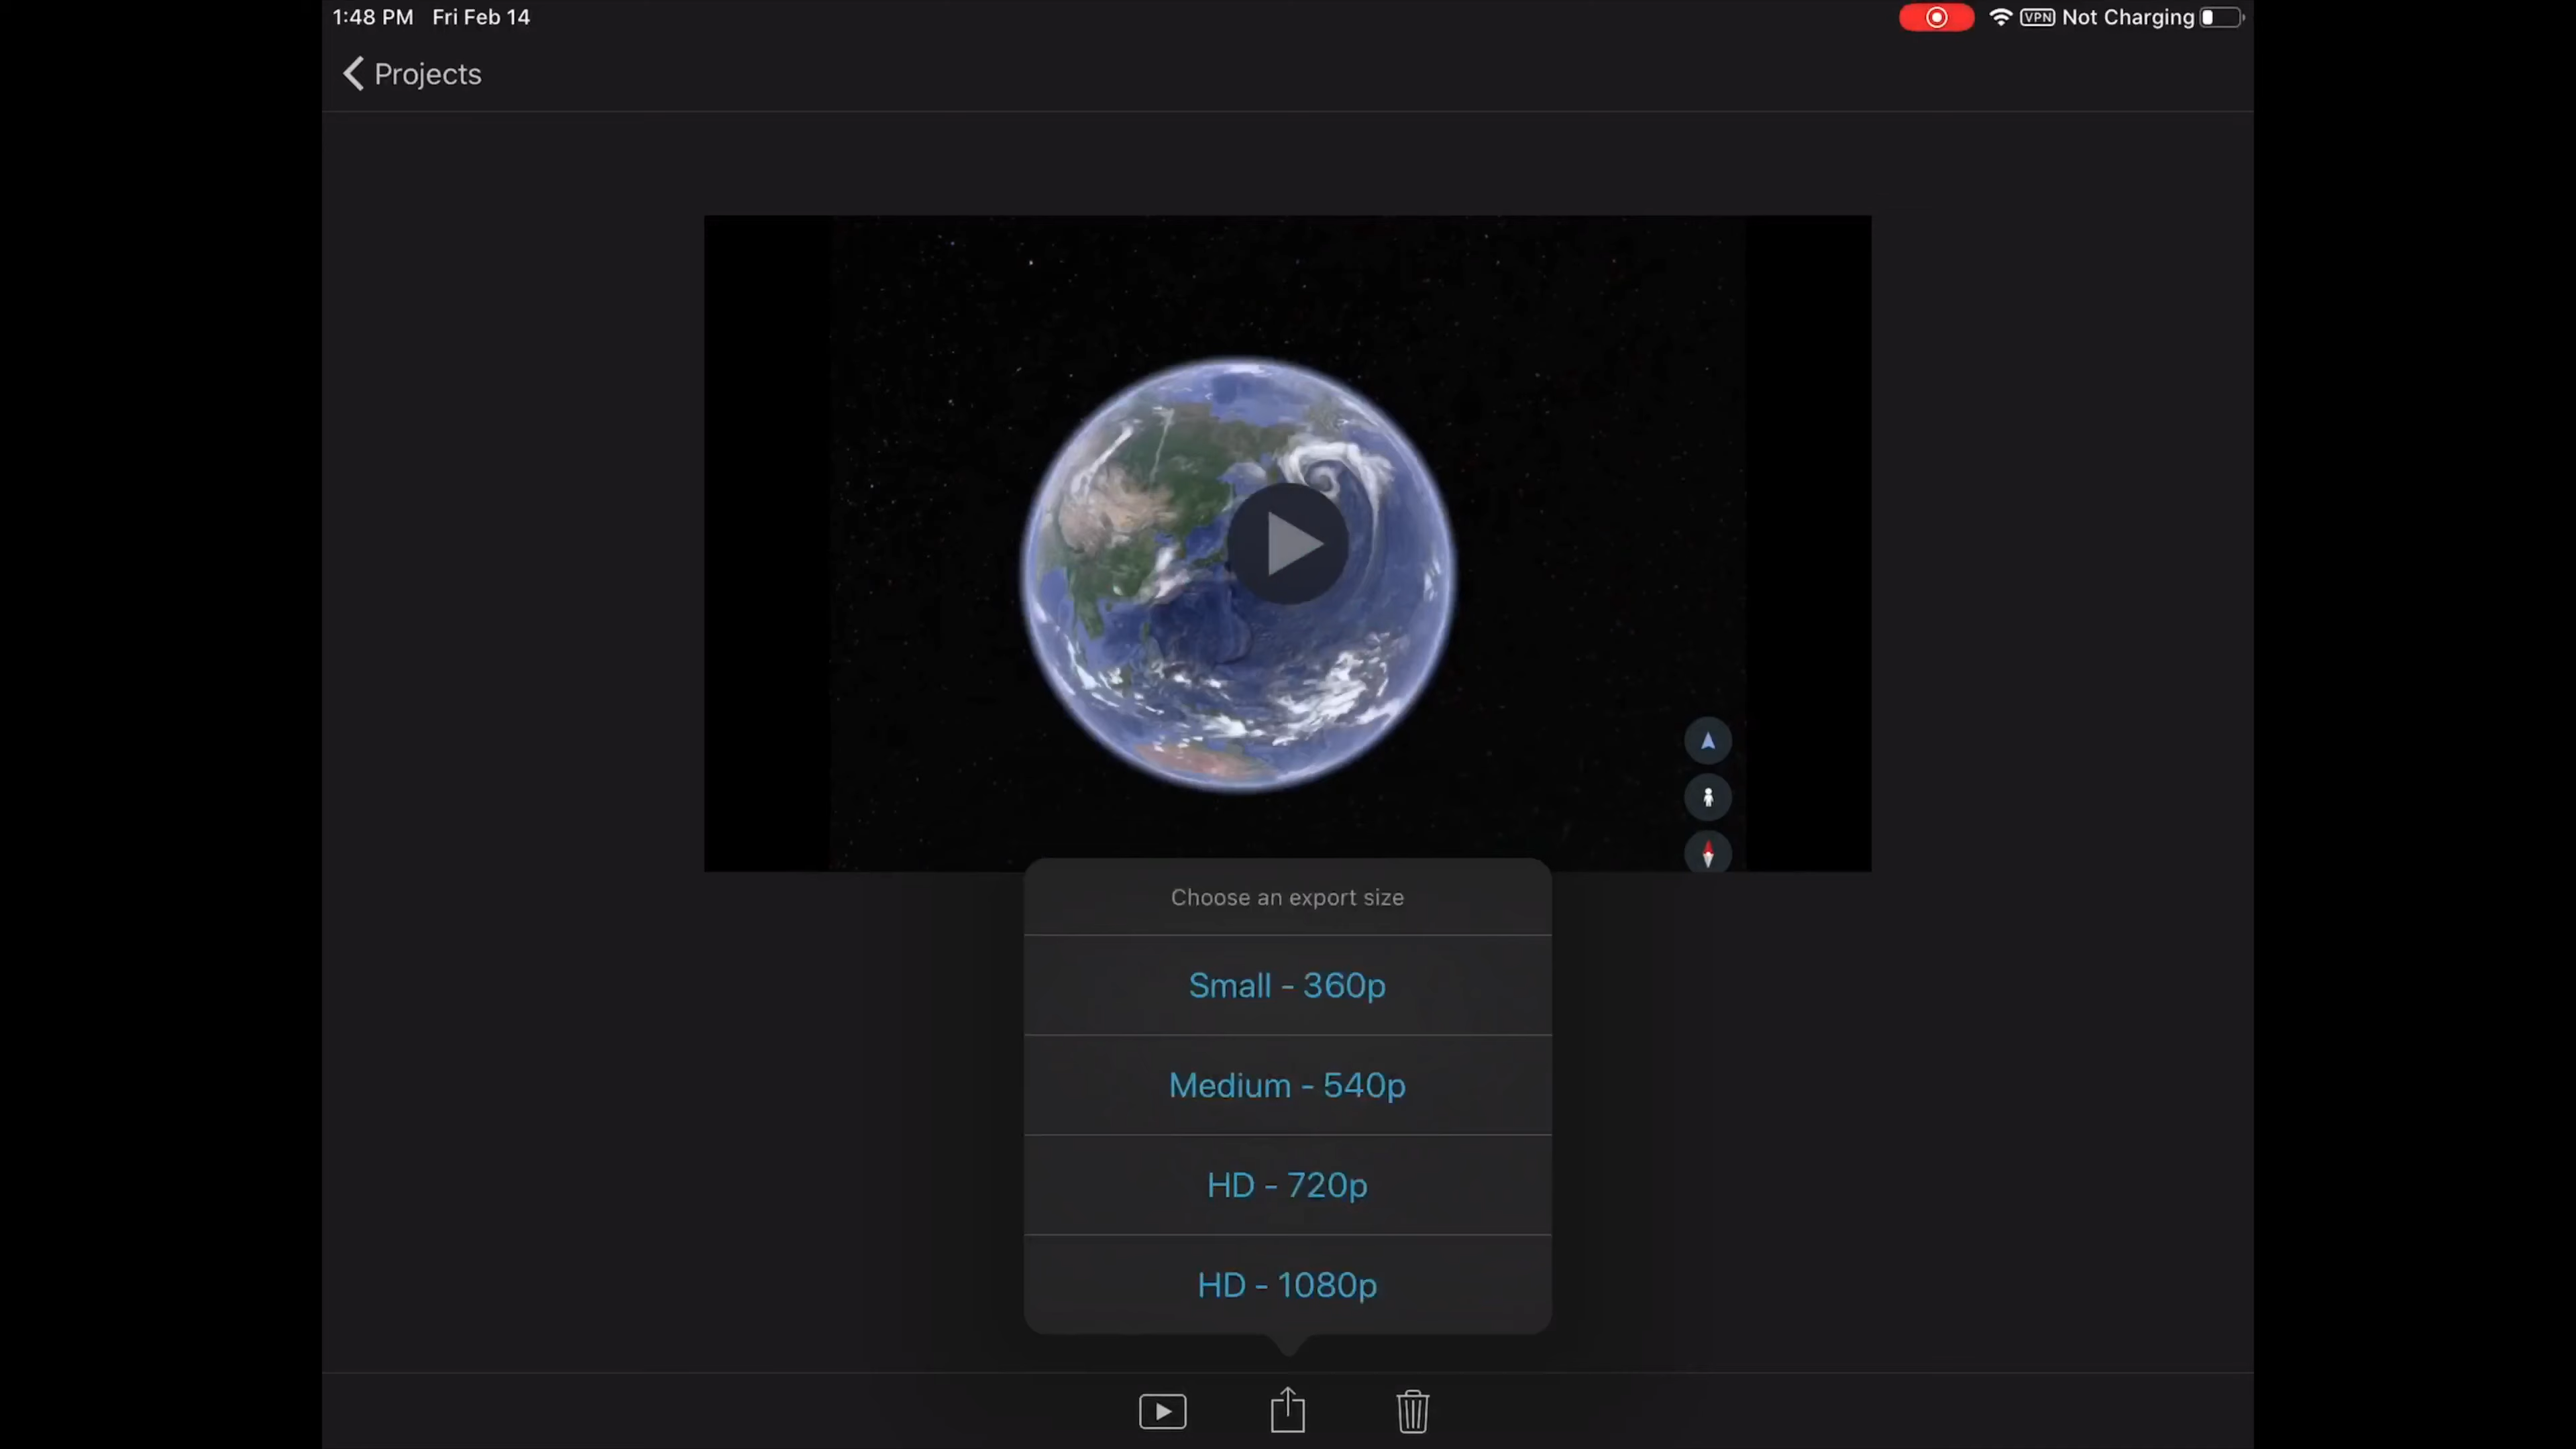 1:48 PM Fri Feb 14
VPN Not Charging
Projects
Choose an export size
Small - 360p
Medium - 540p
HD - 720p
HD - 1080p